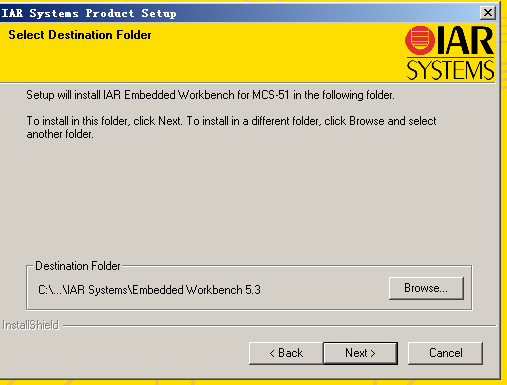 IAR Systems Product Setup
Select Destination Folder
IAR
SYSTEMS
Setup will install IAR Embedded Workbench for MCS-51 in the following folder.
To install in this folder, click Next. To install in a different folder, click Browse and select
another folder.
Destination Folder
C:\...\IAR Systems\Embedded Workbench 5.3
Browse...
InstallShield
< Back
Next >
Cancel